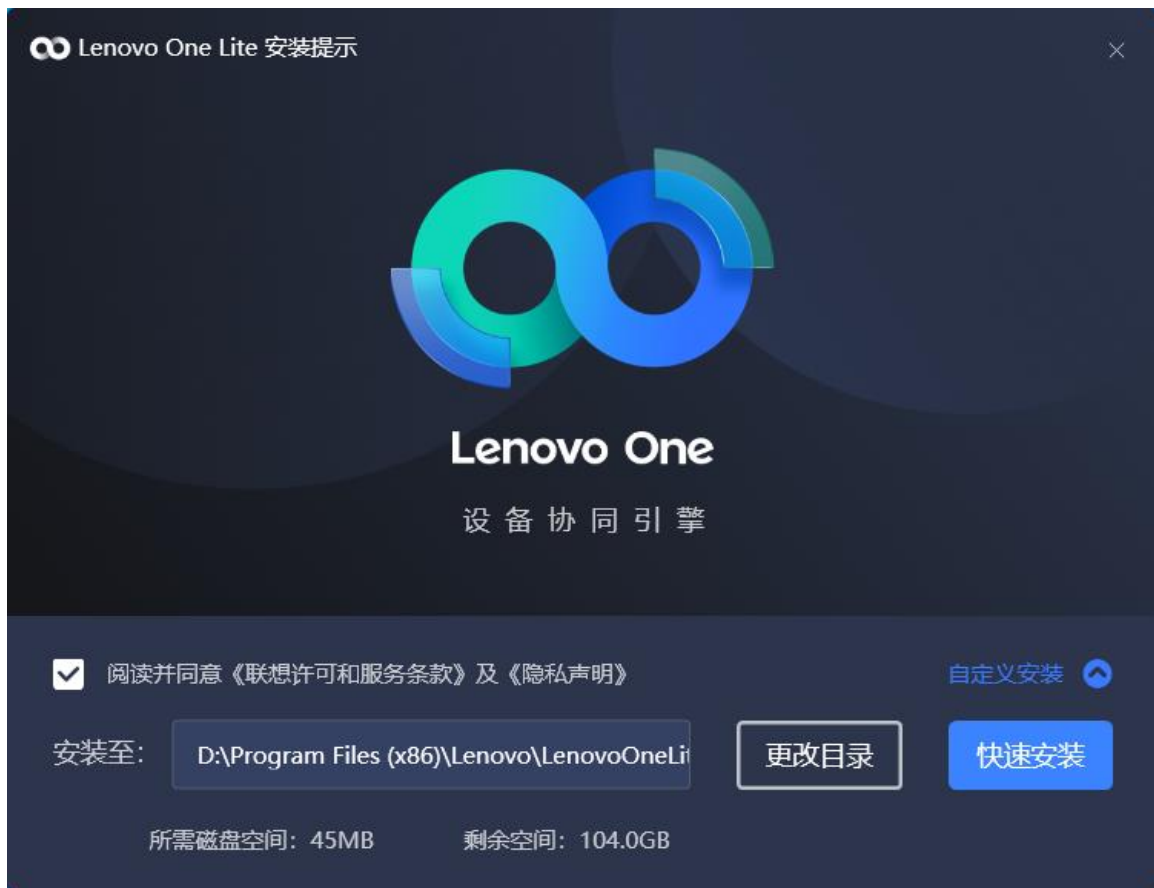 Lenovo One Lite 安装提示
Lenovo One
设备协同引擎
阅读并同意《联想许可和服务条款》及《隐私声明》
自定义安装
安装至:
D:\Program Files (x86)\Lenovo\LenovoOneLit
更改目录
快速安装
所需磁盘空间：45MB
剩余空间：104.0GB